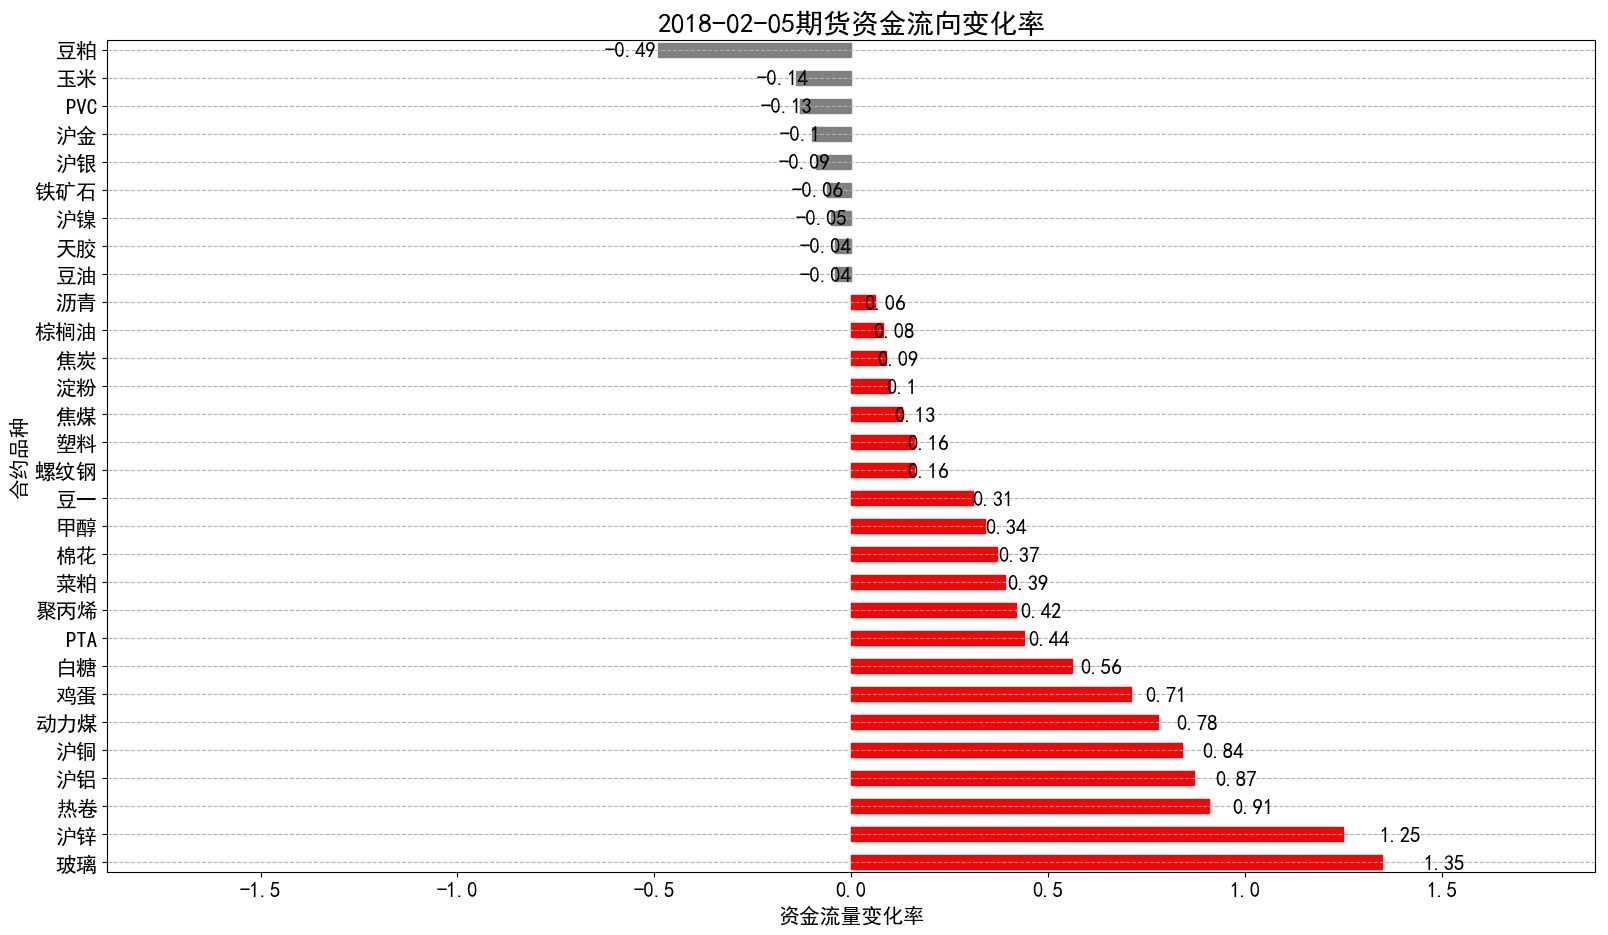 2018-02-05期货资金流向变化率
合约品种
豆粕 -0.49
玉米 -0.14
PVC -0.13
沪金 -0.1
沪银 -0.09
铁矿石 -0.06
沪镍 -0.05
天胶 -0.04
豆油 -0.04
沥青 0.06
棕榈油 0.08
焦炭 0.09
淀粉 0.1
焦煤 0.13
塑料 0.16
螺纹钢 0.16
豆一 0.31
甲醇 0.34
棉花 0.37
菜粕 0.39
聚丙烯 0.42
PTA 0.44
白糖 0.56
鸡蛋 0.71
动力煤 0.78
沪铜 0.84
沪铝 0.87
热卷 0.91
沪锌 1.25
玻璃 1.35
-1.5 -1.0 -0.5 0.0 0.5 1.0 1.5
资金流量变化率